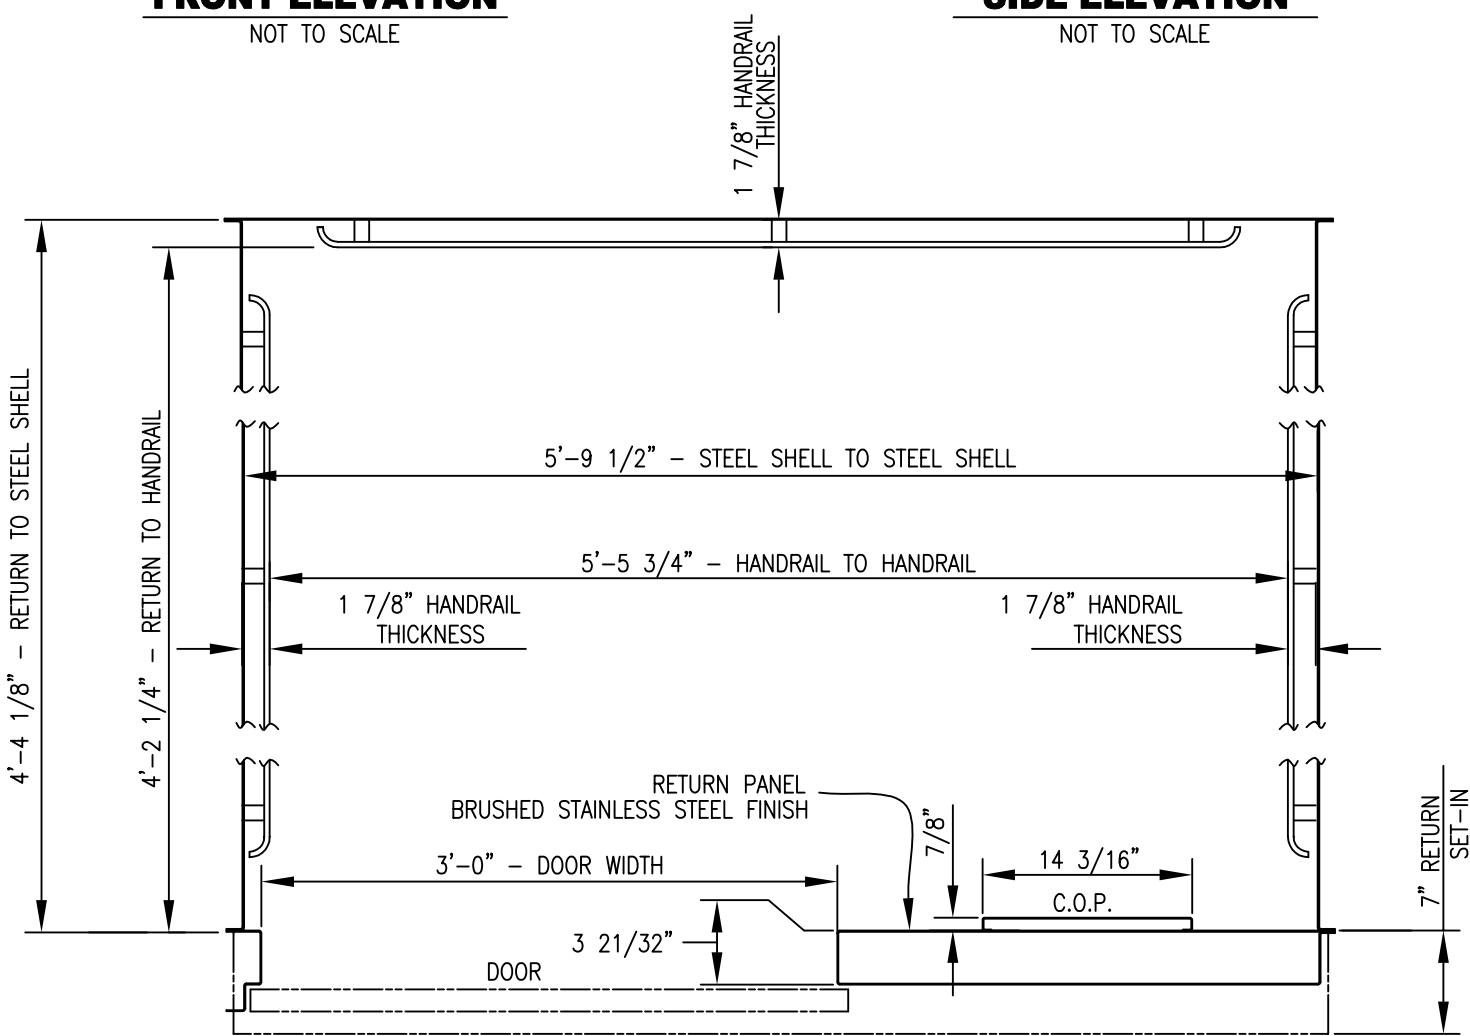 FRONT ELEVATION
NOT TO SCALE
SIDE ELEVATION
NOT TO SCALE
1 7/8" HANDRAIL
THICKNESS
4'-4 1/8" - RETURN TO STEEL SHELL
4'-2 1/4" - RETURN TO HANDRAIL
5'-9 1/2" - STEEL SHELL TO STEEL SHELL
5'-5 3/4" - HANDRAIL TO HANDRAIL
1 7/8" HANDRAIL
THICKNESS
1 7/8" HANDRAIL
THICKNESS
RETURN PANEL
BRUSHED STAINLESS STEEL FINISH
7/8"
3'-0" - DOOR WIDTH
14 3/16"
C.O.P.
3 21/32"
DOOR
7" RETURN
SET-IN